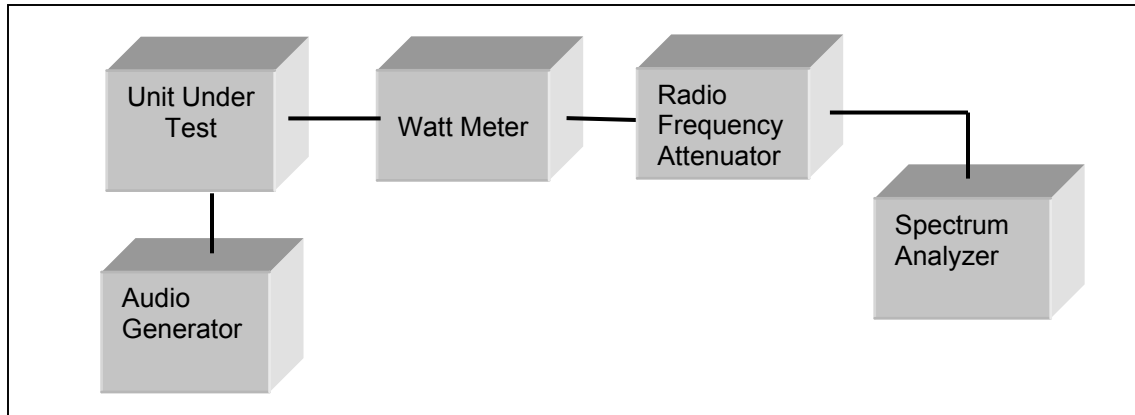 Unit Under
Test
Watt Meter
Radio
Frequency
Attenuator
Spectrum
Analyzer
Audio
Generator